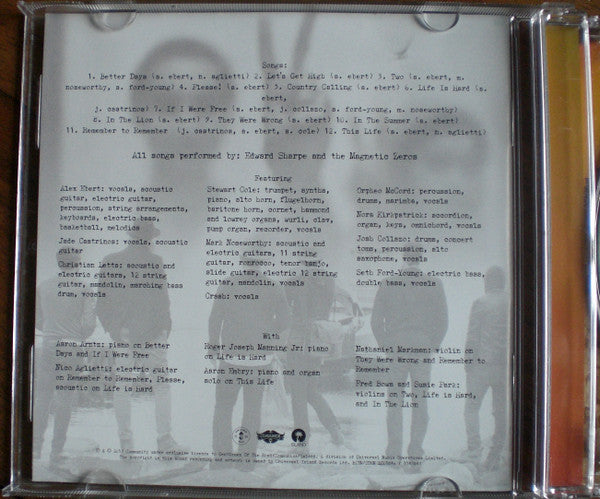 Songs:
1. Better Days (a. ebert, n. aglietti) 2. Let's Get High (a. ebert) 3. Two (a. ebert, m.
noseworthy, s. ford-young) 4. Please! (a. ebert) 5. Country Calling (a. ebert) 6. Life Is Hard (a.
ebert,
j. castrinos) 7. If I Were Free (a. ebert, j. collazo, s. ford-young, m. noseworthy)
8. In The Lion (a. ebert) 9. They Were Wrong (a. ebert) 10. In The Summer (a. ebert)
11. Remember to Remember (j. castrinos, a. ebert, s. cole) 12. This Life (a. ebert, n. aglietti)
All songs performed by: Edward Sharpe and the Magnetic Zeros
Featuring
Alex Ebert: vocals, acoustic
guitar, electric guitar,
percussion, string arrangements,
keyboards, electric bass,
basketball, melodica
Jade Castrinos: vocals, acoustic
guitar
Christian Letts: acoustic and
electric guitars, 12 string
guitar, mandolin, marching bass
drum, vocals
Stewart Cole: trumpet, synths,
piano, alto horn, flugelhorn,
baritone horn, cornet, hammond
and lowrey organs, wurli, clav,
pump organ, recorder, vocals
Mark Noseworthy: acoustic and
electric guitars, 11 string
guitar, ronrocco, tenor banjo,
slide guitar, electric 12 string
guitar, mandolin, vocals
Crash: vocals
Orpheo McCord: percussion,
drums, marimba, vocals
Nora Kirkpatrick: accordion,
organ, keys, omnichord, vocals
Josh Collazo: drums, concert
toms, percussion, alto
saxophone, vocals
Seth Ford-Young: electric bass,
double bass, vocals
With
Aaron Arntz: piano on Better
Days and If I Were Free
Nico Aglietti: electric guitar
on Remember to Remember, Please,
acoustic on Life is Hard
Roger Joseph Manning Jr: piano
on Life is Hard
Aaron Embry: piano and organ
solo on This Life
Nathaniel Markman: violin on
They Were Wrong and Remember to
Remember
Fred Bows and Susie Park:
violins on Two, Life is Hard,
and In The Lion
ISLAND